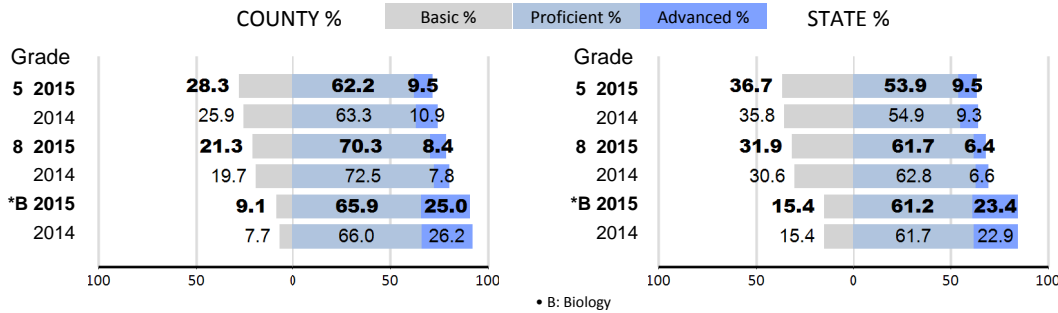 COUNTY % Basic % Proficient % Advanced % STATE %
Grade Grade
5 2015 28.3 62.2 9.5 5 2015 36.7 53.9 9.5
2014 25.9 63.3 10.9 2014 35.8 54.9 9.3
8 2015 21.3 70.3 8.4 8 2015 31.9 61.7 6.4
2014 19.7 72.5 7.8 2014 30.6 62.8 6.6
*B 2015 9.1 65.9 25.0 *B 2015 15.4 61.2 23.4
2014 7.7 66.0 26.2 2014 15.4 61.7 22.9
100 50 0 50 100 100 50 0 50 100
• B: Biology